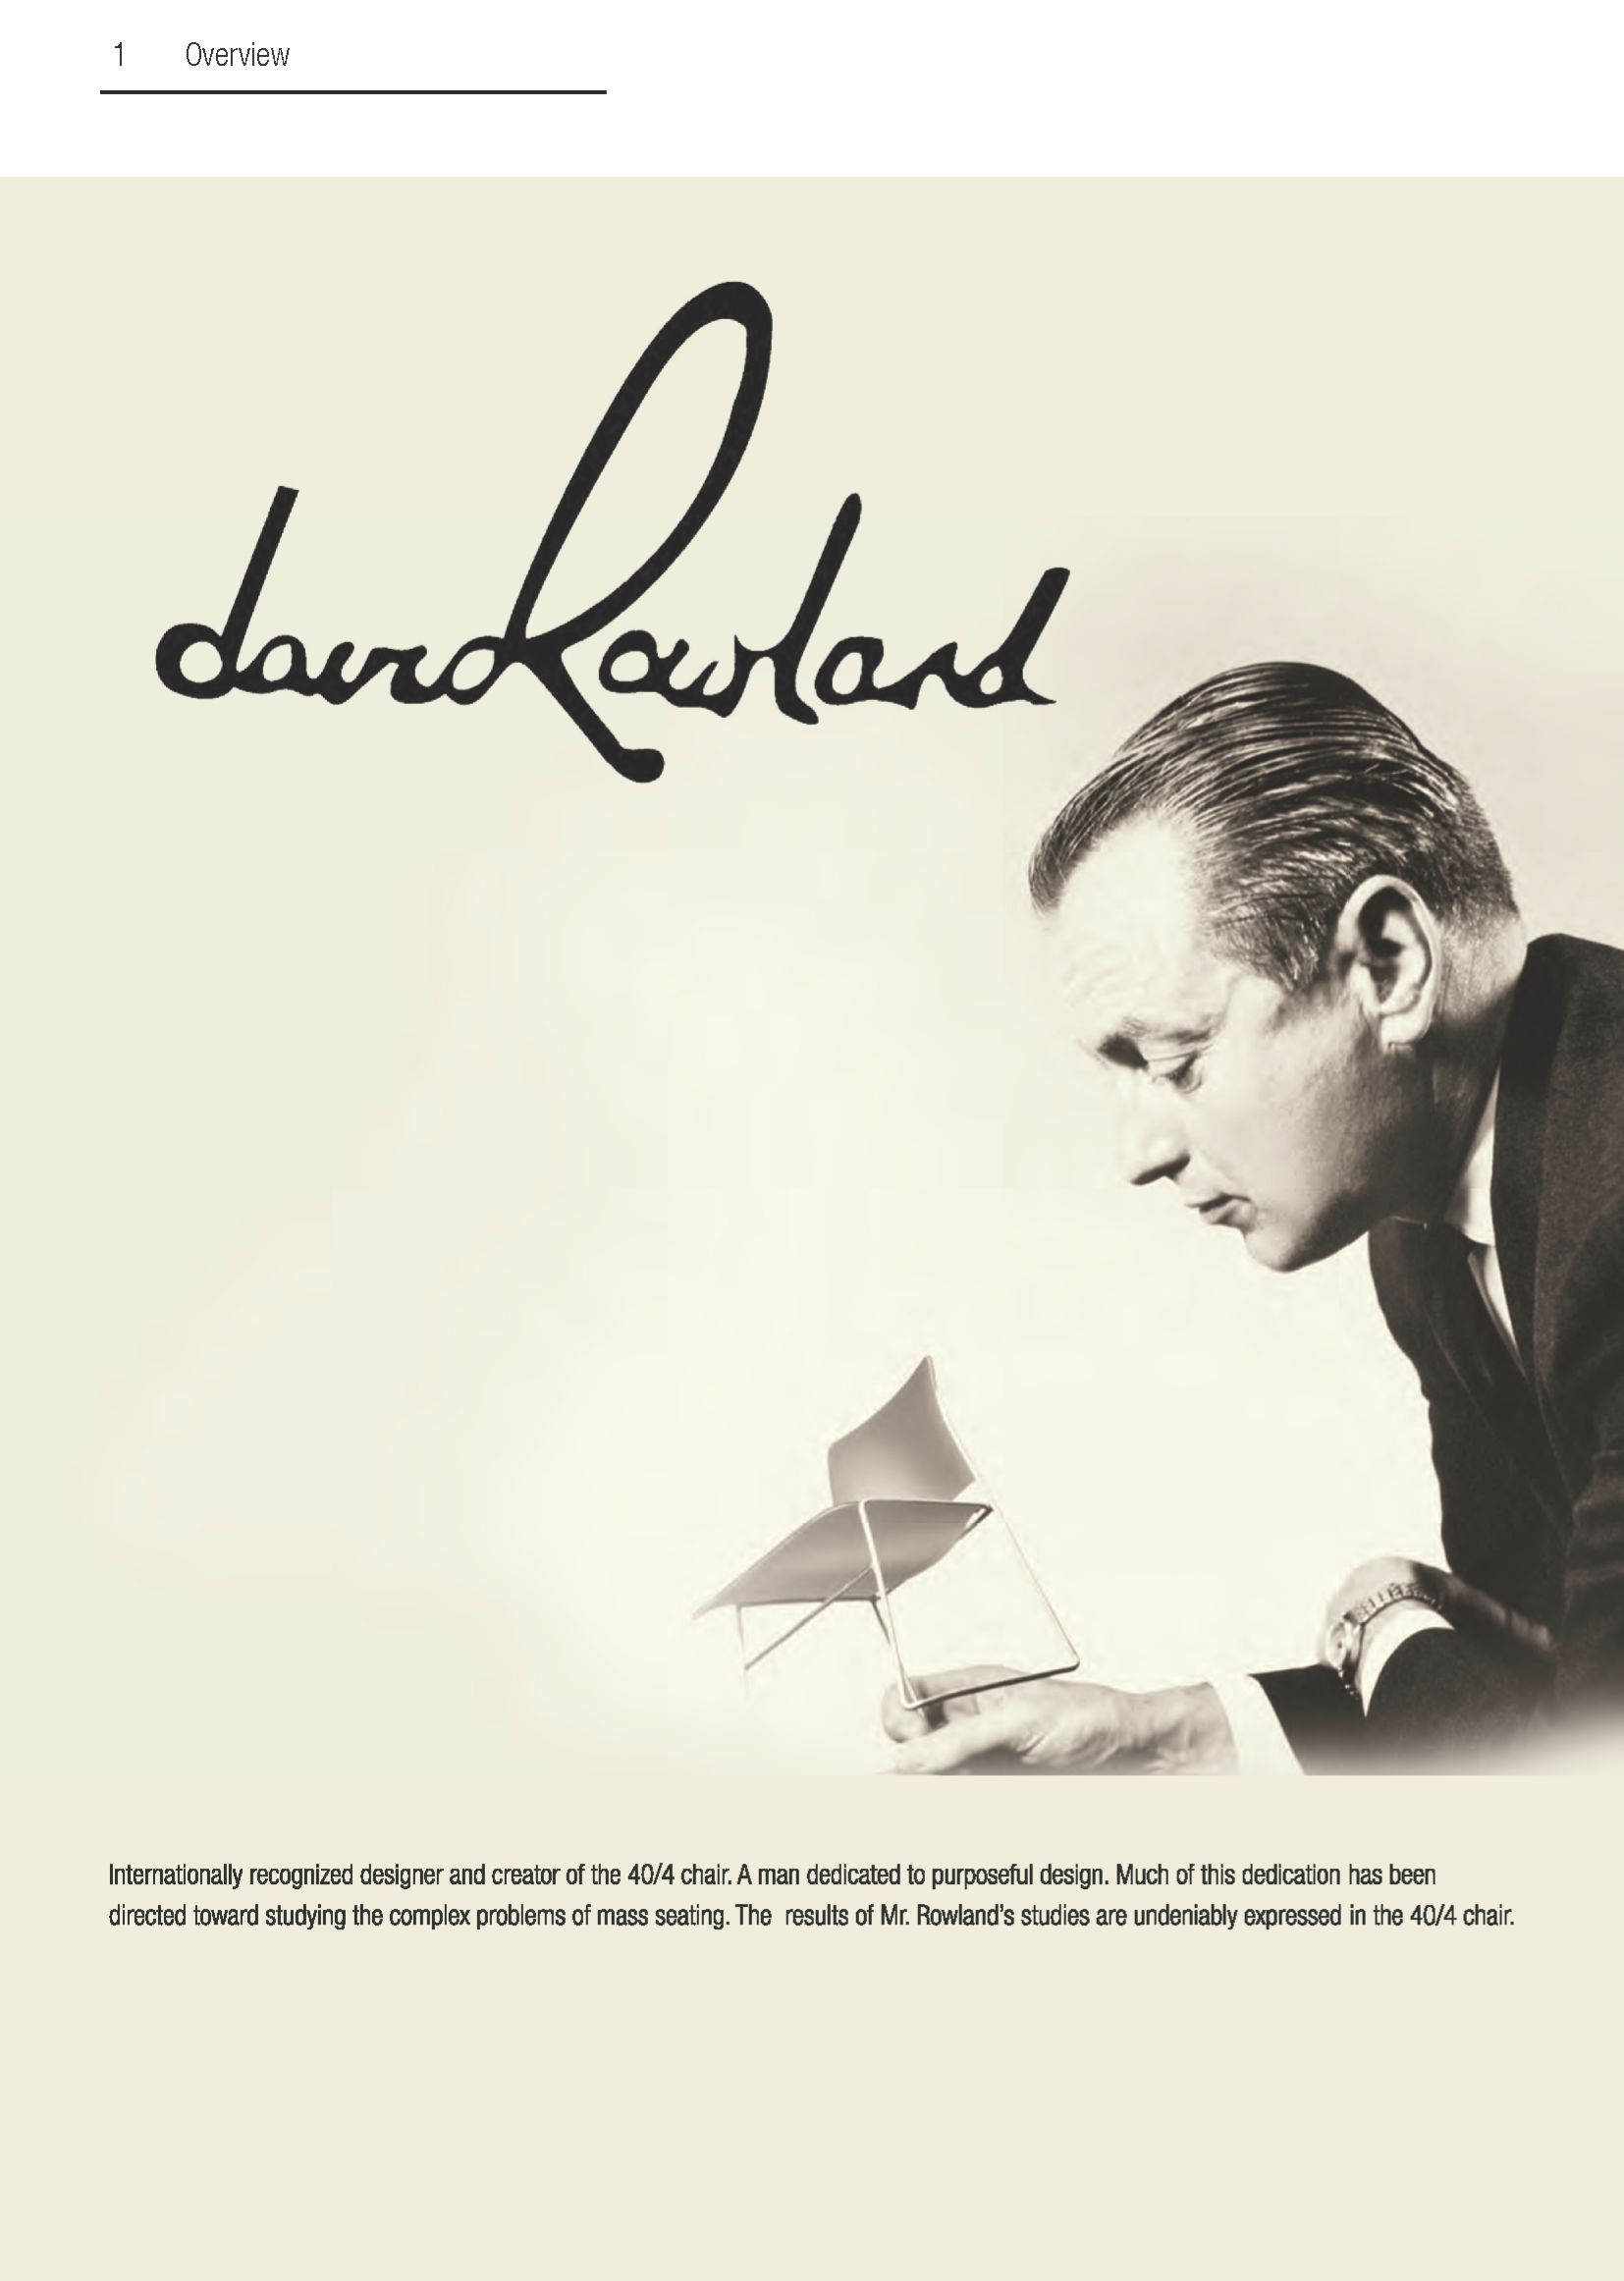 1 Overview
david Rowland
Internationally recognized designer and creator of the 40/4 chair. A man dedicated to purposeful design. Much of this dedication has been
directed toward studying the complex problems of mass seating. The  results of Mr. Rowland’s studies are undeniably expressed in the 40/4 chair.